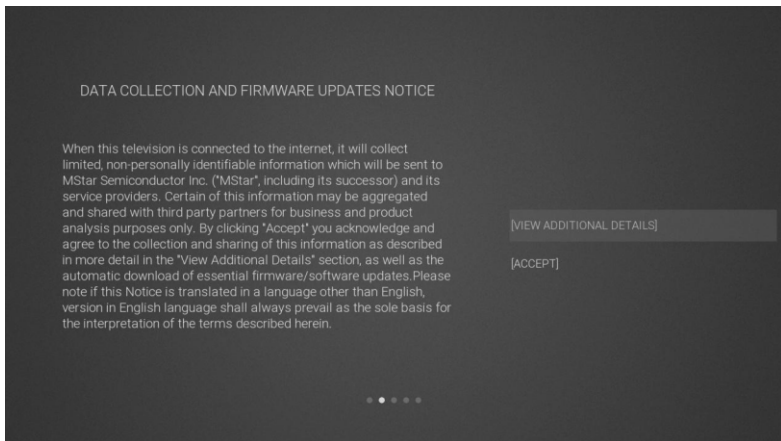 DATA COLLECTION AND FIRMWARE UPDATES NOTICE
When this television is connected to the internet, it will collect
limited, non-personally identifiable information which will be sent to
MStar Semiconductor Inc. ("MStar", including its successor) and its
service providers. Certain of this information may be aggregated
and shared with third party partners for business and product
analysis purposes only. By clicking "Accept" you acknowledge and
agree to the collection and sharing of this information as described
in more detail in the "View Additional Details" section, as well as the
automatic download of essential firmware/software updates.Please
note if this Notice is translated in a language other than English,
version in English language shall always prevail as the sole basis for
the interpretation of the terms described herein.
[VIEW ADDITIONAL DETAILS]
[ACCEPT]